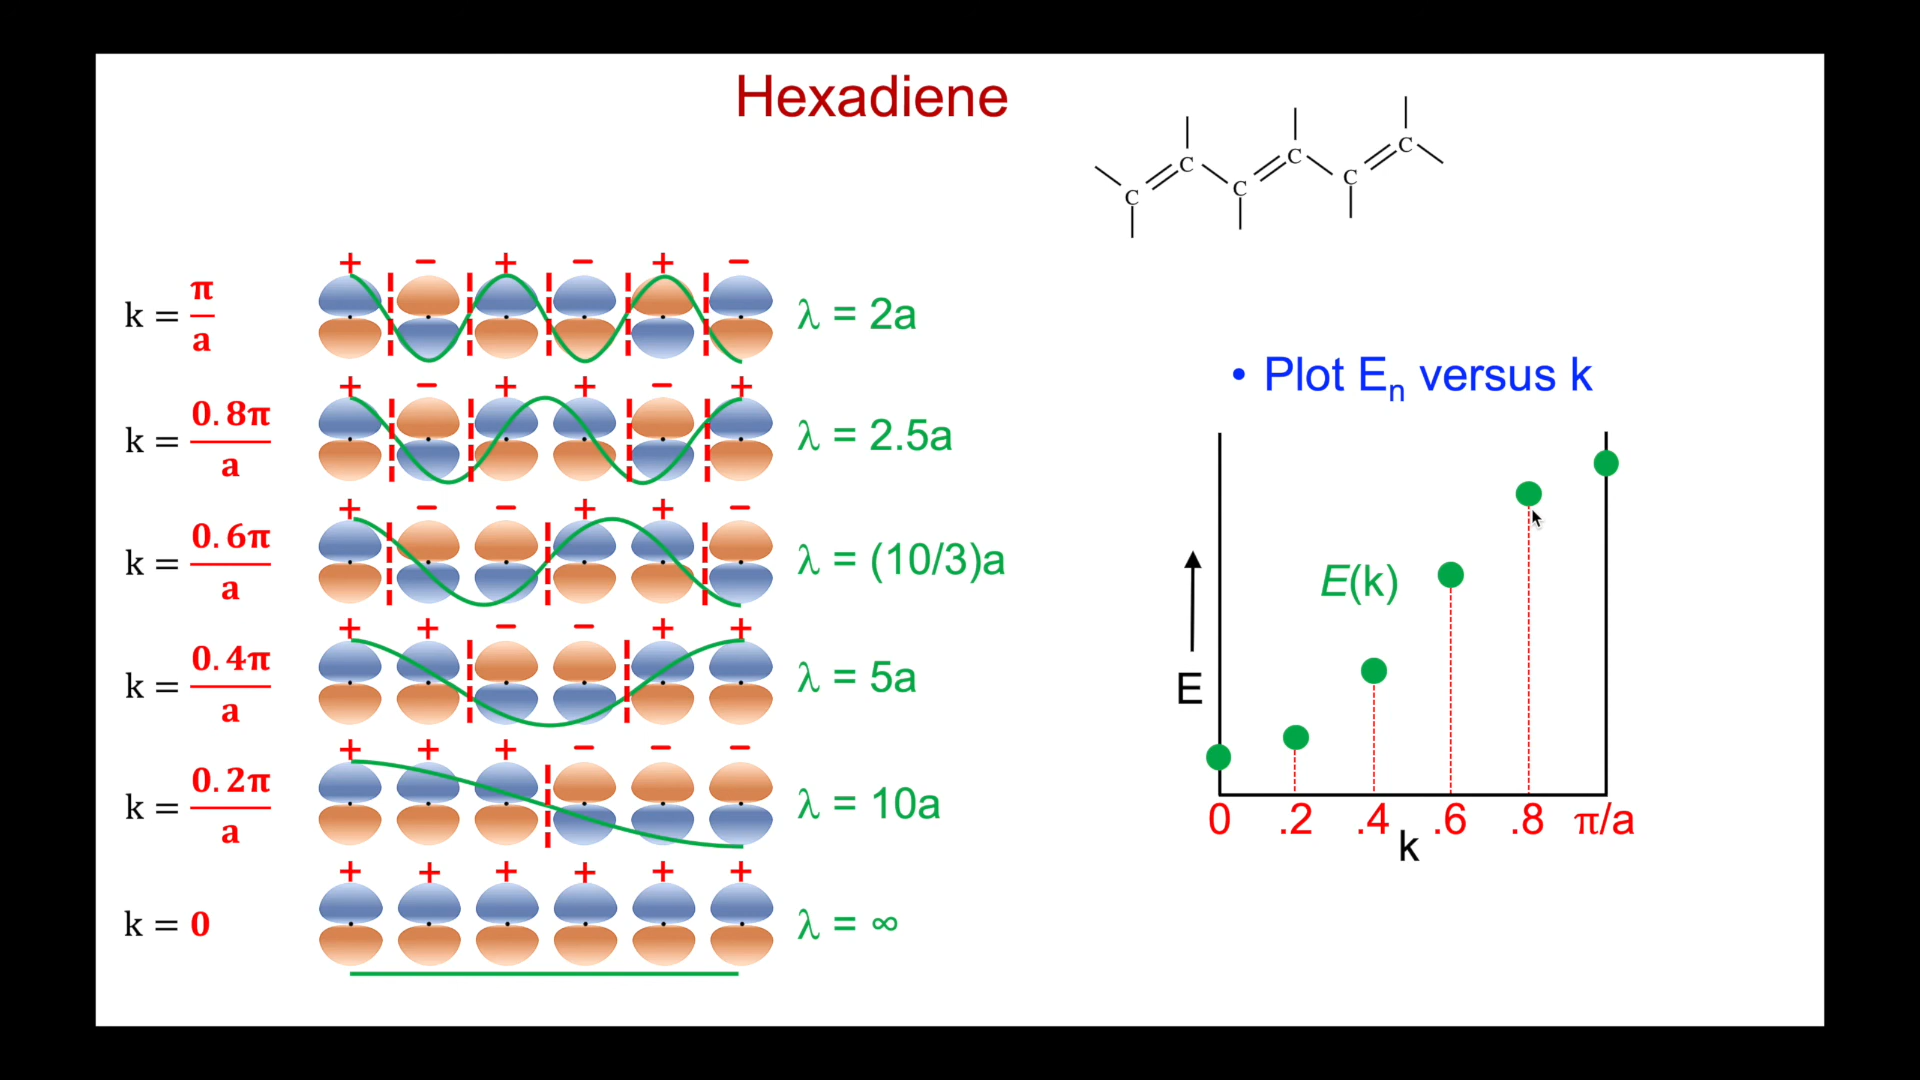 Hexadiene
C C C C C C
+ − + − + −
k = π/a
λ = 2a
+ − + + − +
k = 0.8π/a
λ = 2.5a
+ − − + + −
k = 0.6π/a
λ = (10/3)a
+ + − − + +
k = 0.4π/a
λ = 5a
+ + + − − −
k = 0.2π/a
λ = 10a
+ + + + + +
k = 0
λ = ∞
• Plot Eₙ versus k
E(k)
E
0 .2 .4 .6 .8 π/a
k